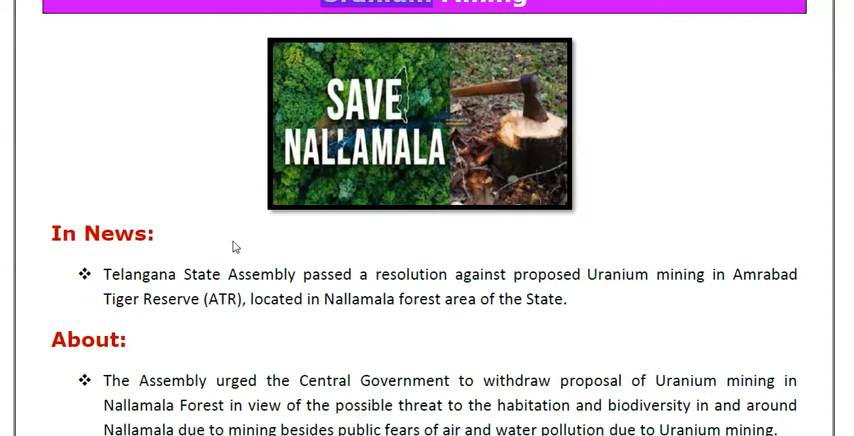 Uranium Mining
SAVE
NALLAMALA
In News:
❖ Telangana State Assembly passed a resolution against proposed Uranium mining in Amrabad
Tiger Reserve (ATR), located in Nallamala forest area of the State.
About:
❖ The Assembly urged the Central Government to withdraw proposal of Uranium mining in
Nallamala Forest in view of the possible threat to the habitation and biodiversity in and around
Nallamala due to mining besides public fears of air and water pollution due to Uranium mining.